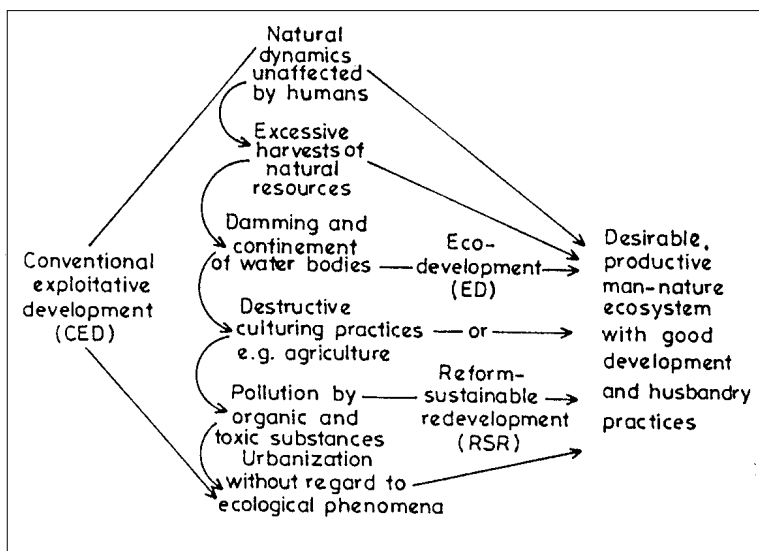 Natural
dynamics
unaffected
by humans
Excessive
harvests of
natural
resources
Damming and
confinement
of water bodies
Destructive
culturing practices
e.g. agriculture
Pollution by
organic and
toxic substances
Urbanization
without regard to
ecological phenomena
Conventional
exploitative
development
(CED)
Eco-
development
(ED)
or
Reform-
sustainable
redevelopment
(RSR)
Desirable,
productive
man-nature
ecosystem
with good
development
and husbandry
practices